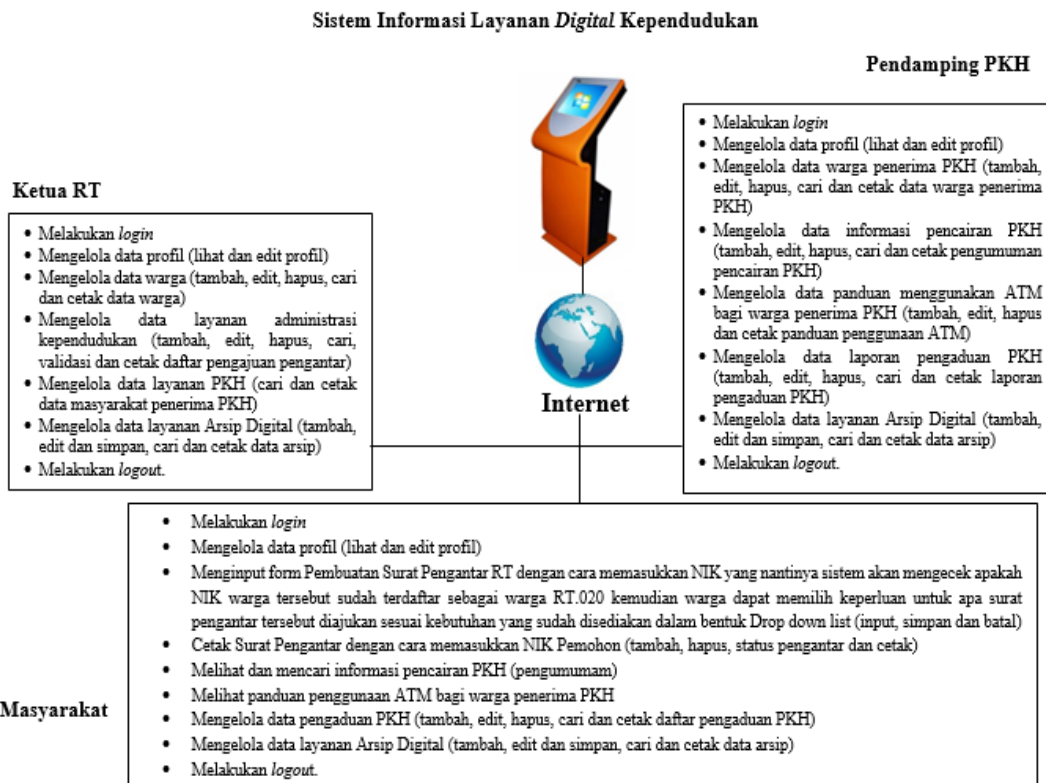 Sistem Informasi Layanan Digital Kependudukan
Pendamping PKH
• Melakukan login
• Mengelola data profil (lihat dan edit profil)
• Mengelola data warga penerima PKH (tambah,
edit, hapus, cari dan cetak data warga penerima
PKH)
• Mengelola data informasi pencairan PKH
(tambah, edit, hapus, cari dan cetak pengumuman
pencairan PKH)
• Mengelola data panduan menggunakan ATM
bagi warga penerima PKH (tambah, edit, hapus
dan cetak panduan penggunaan ATM)
• Mengelola data laporan pengaduan PKH
(tambah, edit, hapus, cari dan cetak laporan
pengaduan PKH)
• Mengelola data layanan Arsip Digital (tambah,
edit dan simpan, cari dan cetak data arsip)
• Melakukan logout.
Ketua RT
• Melakukan login
• Mengelola data profil (lihat dan edit profil)
• Mengelola data warga (tambah, edit, hapus, cari
dan cetak data warga)
• Mengelola data layanan administrasi
kependudukan (tambah, edit, hapus, cari,
validasi dan cetak daftar pengajuan pengantar)
• Mengelola data layanan PKH (cari dan cetak
data masyarakat penerima PKH)
• Mengelola data layanan Arsip Digital (tambah,
edit dan simpan, cari dan cetak data arsip)
• Melakukan logout.
Internet
Masyarakat
• Melakukan login
• Mengelola data profil (lihat dan edit profil)
• Menginput form Pembuatan Surat Pengantar RT dengan cara memasukkan NIK yang nantinya sistem akan mengecek apakah
NIK warga tersebut sudah terdaftar sebagai warga RT.020 kemudian warga dapat memilih keperluan untuk apa surat
pengantar tersebut diajukan sesuai kebutuhan yang sudah disediakan dalam bentuk Drop down list (input, simpan dan batal)
• Cetak Surat Pengantar dengan cara memasukkan NIK Pemohon (tambah, hapus, status pengantar dan cetak)
• Melihat dan mencari informasi pencairan PKH (pengumumam)
• Melihat panduan penggunaan ATM bagi warga penerima PKH
• Mengelola data pengaduan PKH (tambah, edit, hapus, cari dan cetak daftar pengaduan PKH)
• Mengelola data layanan Arsip Digital (tambah, edit dan simpan, cari dan cetak data arsip)
• Melakukan logout.